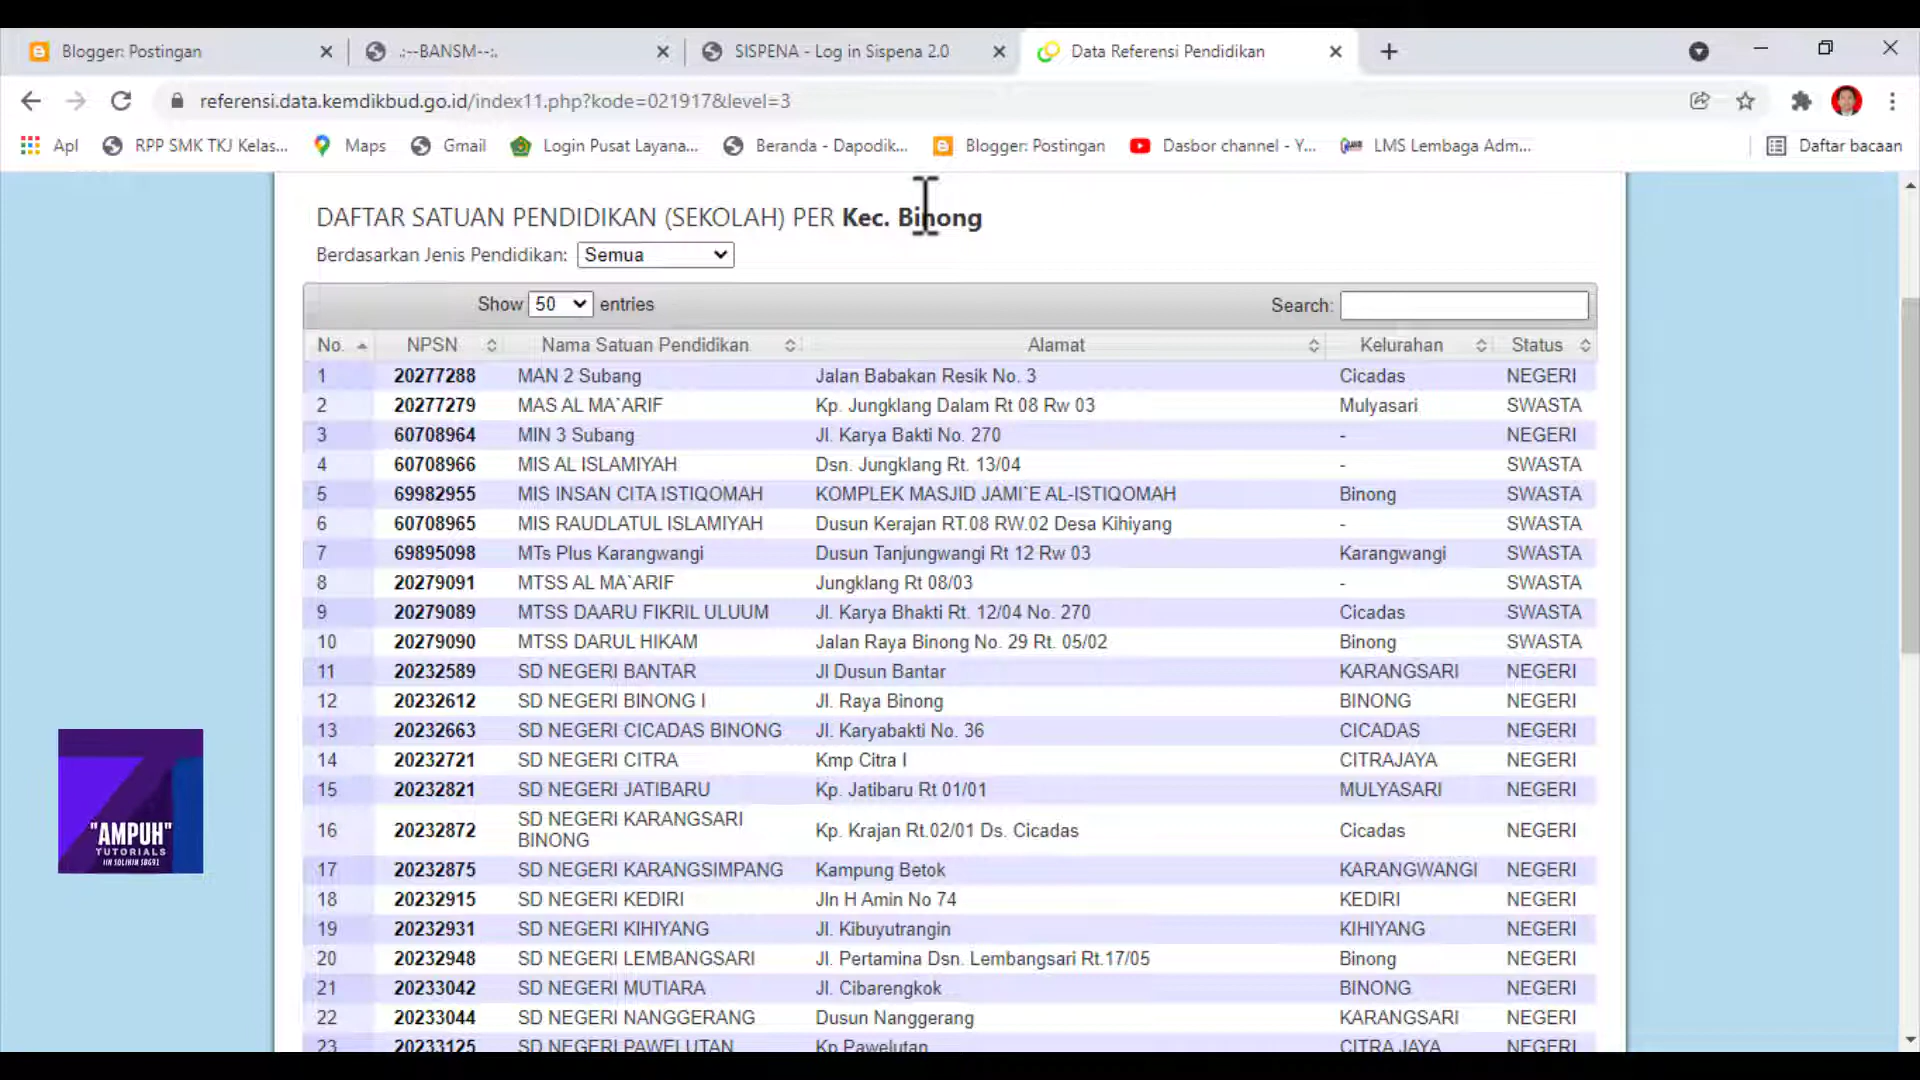 Blogger: Postingan
.:--BANSM--:.
SISPENA - Log in Sispena 2.0
Data Referensi Pendidikan
referensi.data.kemdikbud.go.id/index11.php?kode=021917&level=3
Apl RPP SMK TKJ Kelas... Maps Gmail Login Pusat Layana... Beranda - Dapodik... Blogger: Postingan Dasbor channel - Y... LMS Lembaga Adm... Daftar bacaan
DAFTAR SATUAN PENDIDIKAN (SEKOLAH) PER Kec. Binong
Berdasarkan Jenis Pendidikan: Semua
Show 50 entries Search:
No. NPSN Nama Satuan Pendidikan Alamat Kelurahan Status
1 20277288 MAN 2 Subang Jalan Babakan Resik No. 3 Cicadas NEGERI
2 20277279 MAS AL MA`ARIF Kp. Jungklang Dalam Rt 08 Rw 03 Mulyasari SWASTA
3 60708964 MIN 3 Subang Jl. Karya Bakti No. 270 - NEGERI
4 60708966 MIS AL ISLAMIYAH Dsn. Jungklang Rt. 13/04 - SWASTA
5 69982955 MIS INSAN CITA ISTIQOMAH KOMPLEK MASJID JAMI`E AL-ISTIQOMAH Binong SWASTA
6 60708965 MIS RAUDLATUL ISLAMIYAH Dusun Kerajan RT.08 RW.02 Desa Kihiyang - SWASTA
7 69895098 MTs Plus Karangwangi Dusun Tanjungwangi Rt 12 Rw 03 Karangwangi SWASTA
8 20279091 MTSS AL MA`ARIF Jungklang Rt 08/03 - SWASTA
9 20279089 MTSS DAARU FIKRIL ULUUM Jl. Karya Bhakti Rt. 12/04 No. 270 Cicadas SWASTA
10 20279090 MTSS DARUL HIKAM Jalan Raya Binong No. 29 Rt. 05/02 Binong SWASTA
11 20232589 SD NEGERI BANTAR Jl Dusun Bantar KARANGSARI NEGERI
12 20232612 SD NEGERI BINONG I Jl. Raya Binong BINONG NEGERI
13 20232663 SD NEGERI CICADAS BINONG Jl. Karyabakti No. 36 CICADAS NEGERI
14 20232721 SD NEGERI CITRA Kmp Citra I CITRAJAYA NEGERI
15 20232821 SD NEGERI JATIBARU Kp. Jatibaru Rt 01/01 MULYASARI NEGERI
16 20232872 SD NEGERI KARANGSARI BINONG Kp. Krajan Rt.02/01 Ds. Cicadas Cicadas NEGERI
17 20232875 SD NEGERI KARANGSIMPANG Kampung Betok KARANGWANGI NEGERI
18 20232915 SD NEGERI KEDIRI Jln H Amin No 74 KEDIRI NEGERI
19 20232931 SD NEGERI KIHIYANG Jl. Kibuyutrangin KIHIYANG NEGERI
20 20232948 SD NEGERI LEMBANGSARI Jl. Pertamina Dsn. Lembangsari Rt.17/05 Binong NEGERI
21 20233042 SD NEGERI MUTIARA Jl. Cibarengkok BINONG NEGERI
22 20233044 SD NEGERI NANGGERANG Dusun Nanggerang KARANGSARI NEGERI
23 20233125 SD NEGERI PAWELUTAN Kp Pawelutan CITRA JAYA NEGERI
"AMPUH"
TUTORIALS
IIN SOLIHIN SBG91